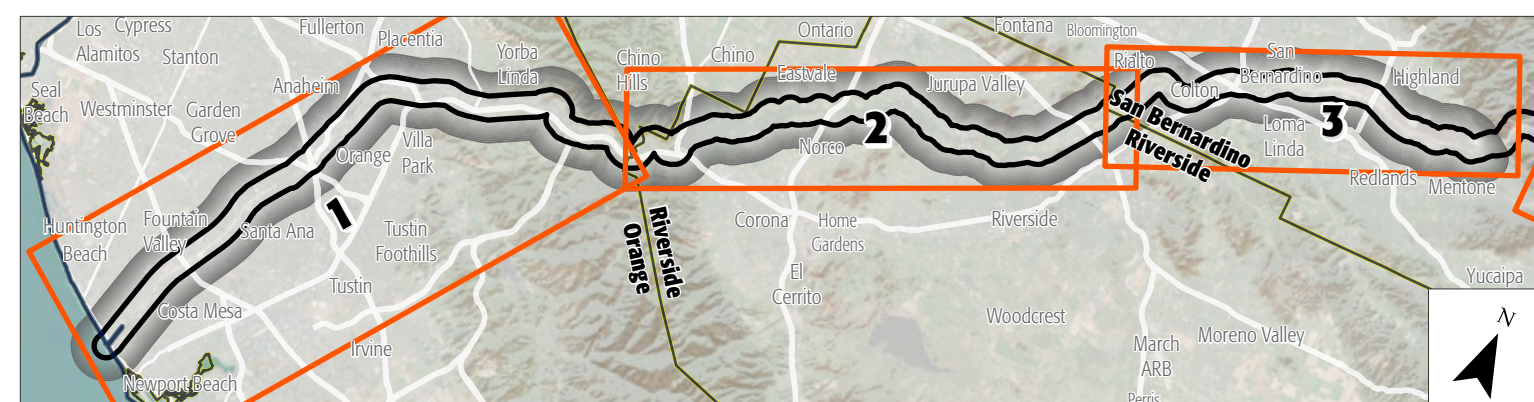 Los
Alamitos
Cypress
Stanton
Fullerton
Placentia
Yorba
Linda
Chino
Hills
Chino
Ontario
Fontana
Bloomington
Rialto
San
Bernardino
Highland
Seal
Beach
Westminster
Garden
Grove
Anaheim
Eastvale
Jurupa Valley
Colton
Villa
Park
Orange
Norco
2
San Bernardino
Riverside
Loma
Linda
3
Redlands
Mentone
Huntington
Beach
Fountain
Valley
Santa Ana
1
Tustin
Foothills
Riverside
Orange
Corona
Home
Gardens
Riverside
El
Cerrito
Yucaipa
Tustin
Costa Mesa
Irvine
Newport Beach
Woodcrest
March
ARB
Moreno Valley
Perris
N